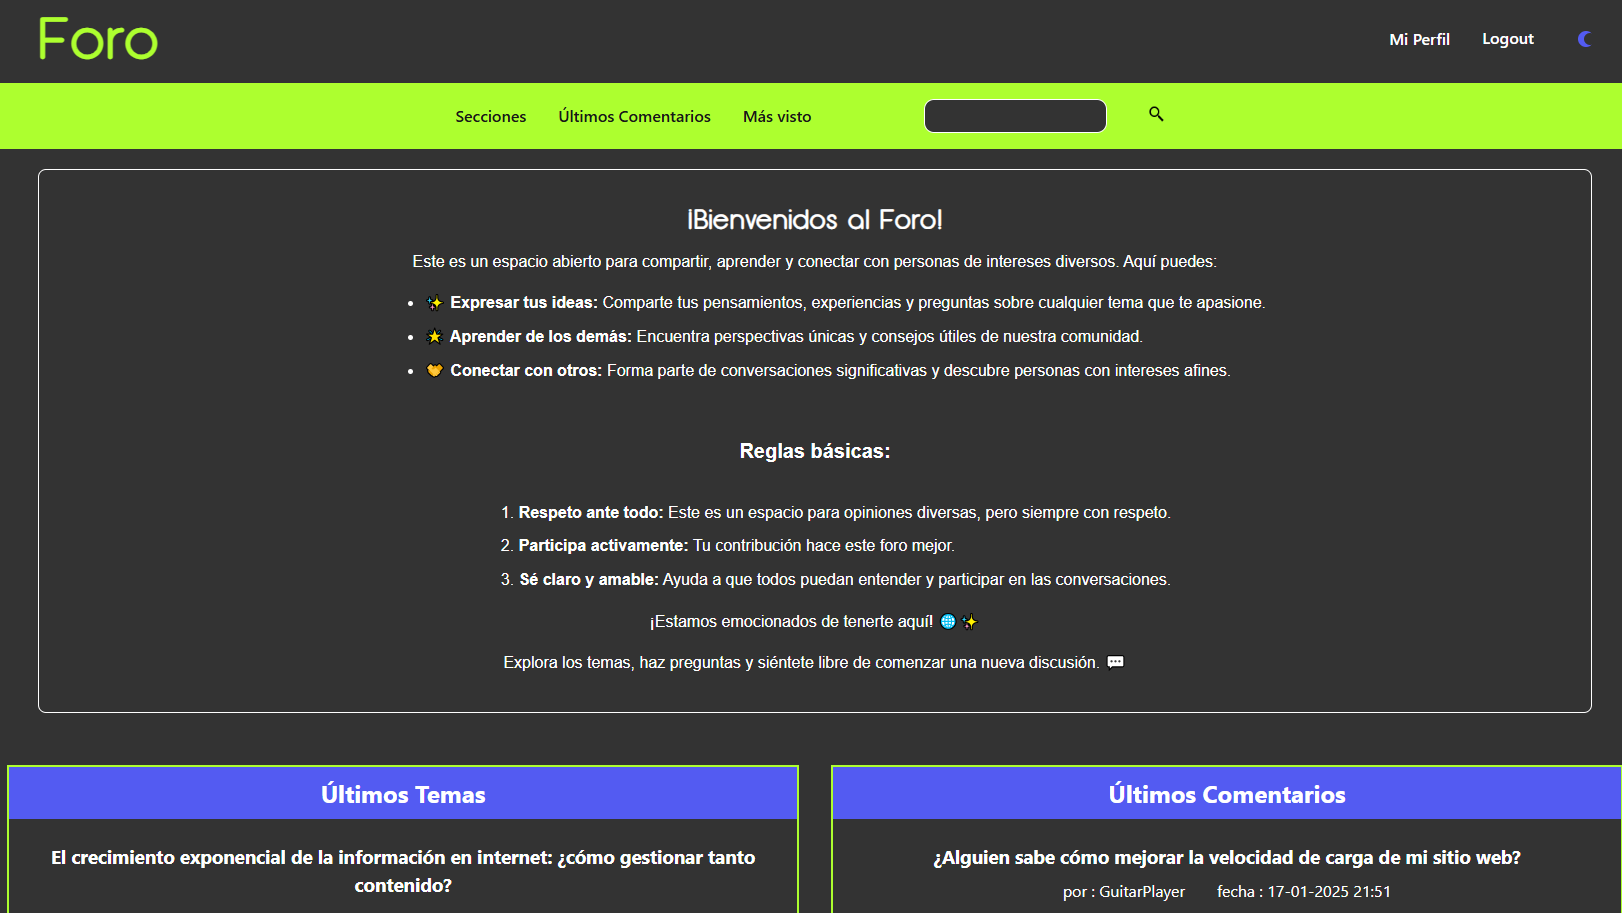 Foro
Mi Perfil
Logout
Secciones
Últimos Comentarios
Más visto
¡Bienvenidos al Foro!
Este es un espacio abierto para compartir, aprender y conectar con personas de intereses diversos. Aquí puedes:
• ✨ Expresar tus ideas: Comparte tus pensamientos, experiencias y preguntas sobre cualquier tema que te apasione.
• 🌟 Aprender de los demás: Encuentra perspectivas únicas y consejos útiles de nuestra comunidad.
• 🤝 Conectar con otros: Forma parte de conversaciones significativas y descubre personas con intereses afines.
Reglas básicas:
1. Respeto ante todo: Este es un espacio para opiniones diversas, pero siempre con respeto.
2. Participa activamente: Tu contribución hace este foro mejor.
3. Sé claro y amable: Ayuda a que todos puedan entender y participar en las conversaciones.
¡Estamos emocionados de tenerte aquí! 🌐✨
Explora los temas, haz preguntas y siéntete libre de comenzar una nueva discusión. 💬
Últimos Temas
El crecimiento exponencial de la información en internet: ¿cómo gestionar tanto
contenido?
Últimos Comentarios
¿Alguien sabe cómo mejorar la velocidad de carga de mi sitio web?
por : GuitarPlayer fecha : 17-01-2025 21:51